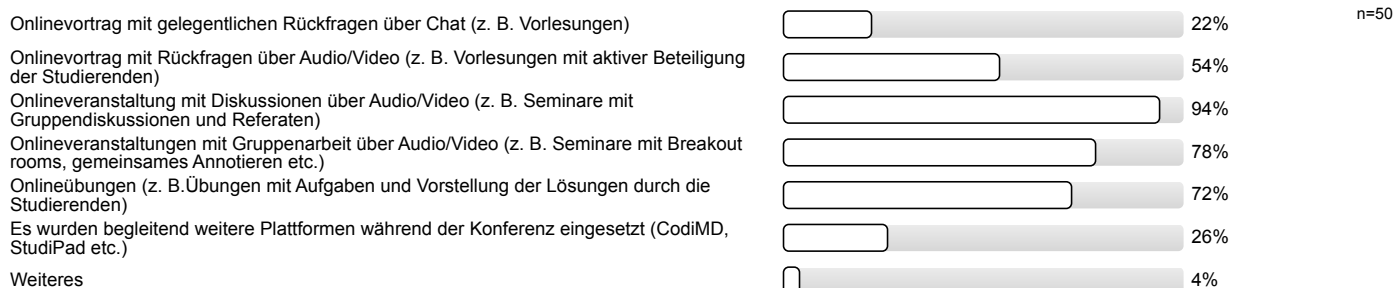 Onlinevortrag mit gelegentlichen Rückfragen über Chat (z. B. Vorlesungen) 22% n=50
Onlinevortrag mit Rückfragen über Audio/Video (z. B. Vorlesungen mit aktiver Beteiligung
der Studierenden) 54%
Onlineveranstaltung mit Diskussionen über Audio/Video (z. B. Seminare mit
Gruppendiskussionen und Referaten) 94%
Onlineveranstaltungen mit Gruppenarbeit über Audio/Video (z. B. Seminare mit Breakout
rooms, gemeinsames Annotieren etc.) 78%
Onlineübungen (z. B.Übungen mit Aufgaben und Vorstellung der Lösungen durch die
Studierenden) 72%
Es wurden begleitend weitere Plattformen während der Konferenz eingesetzt (CodiMD,
StudiPad etc.) 26%
Weiteres 4%